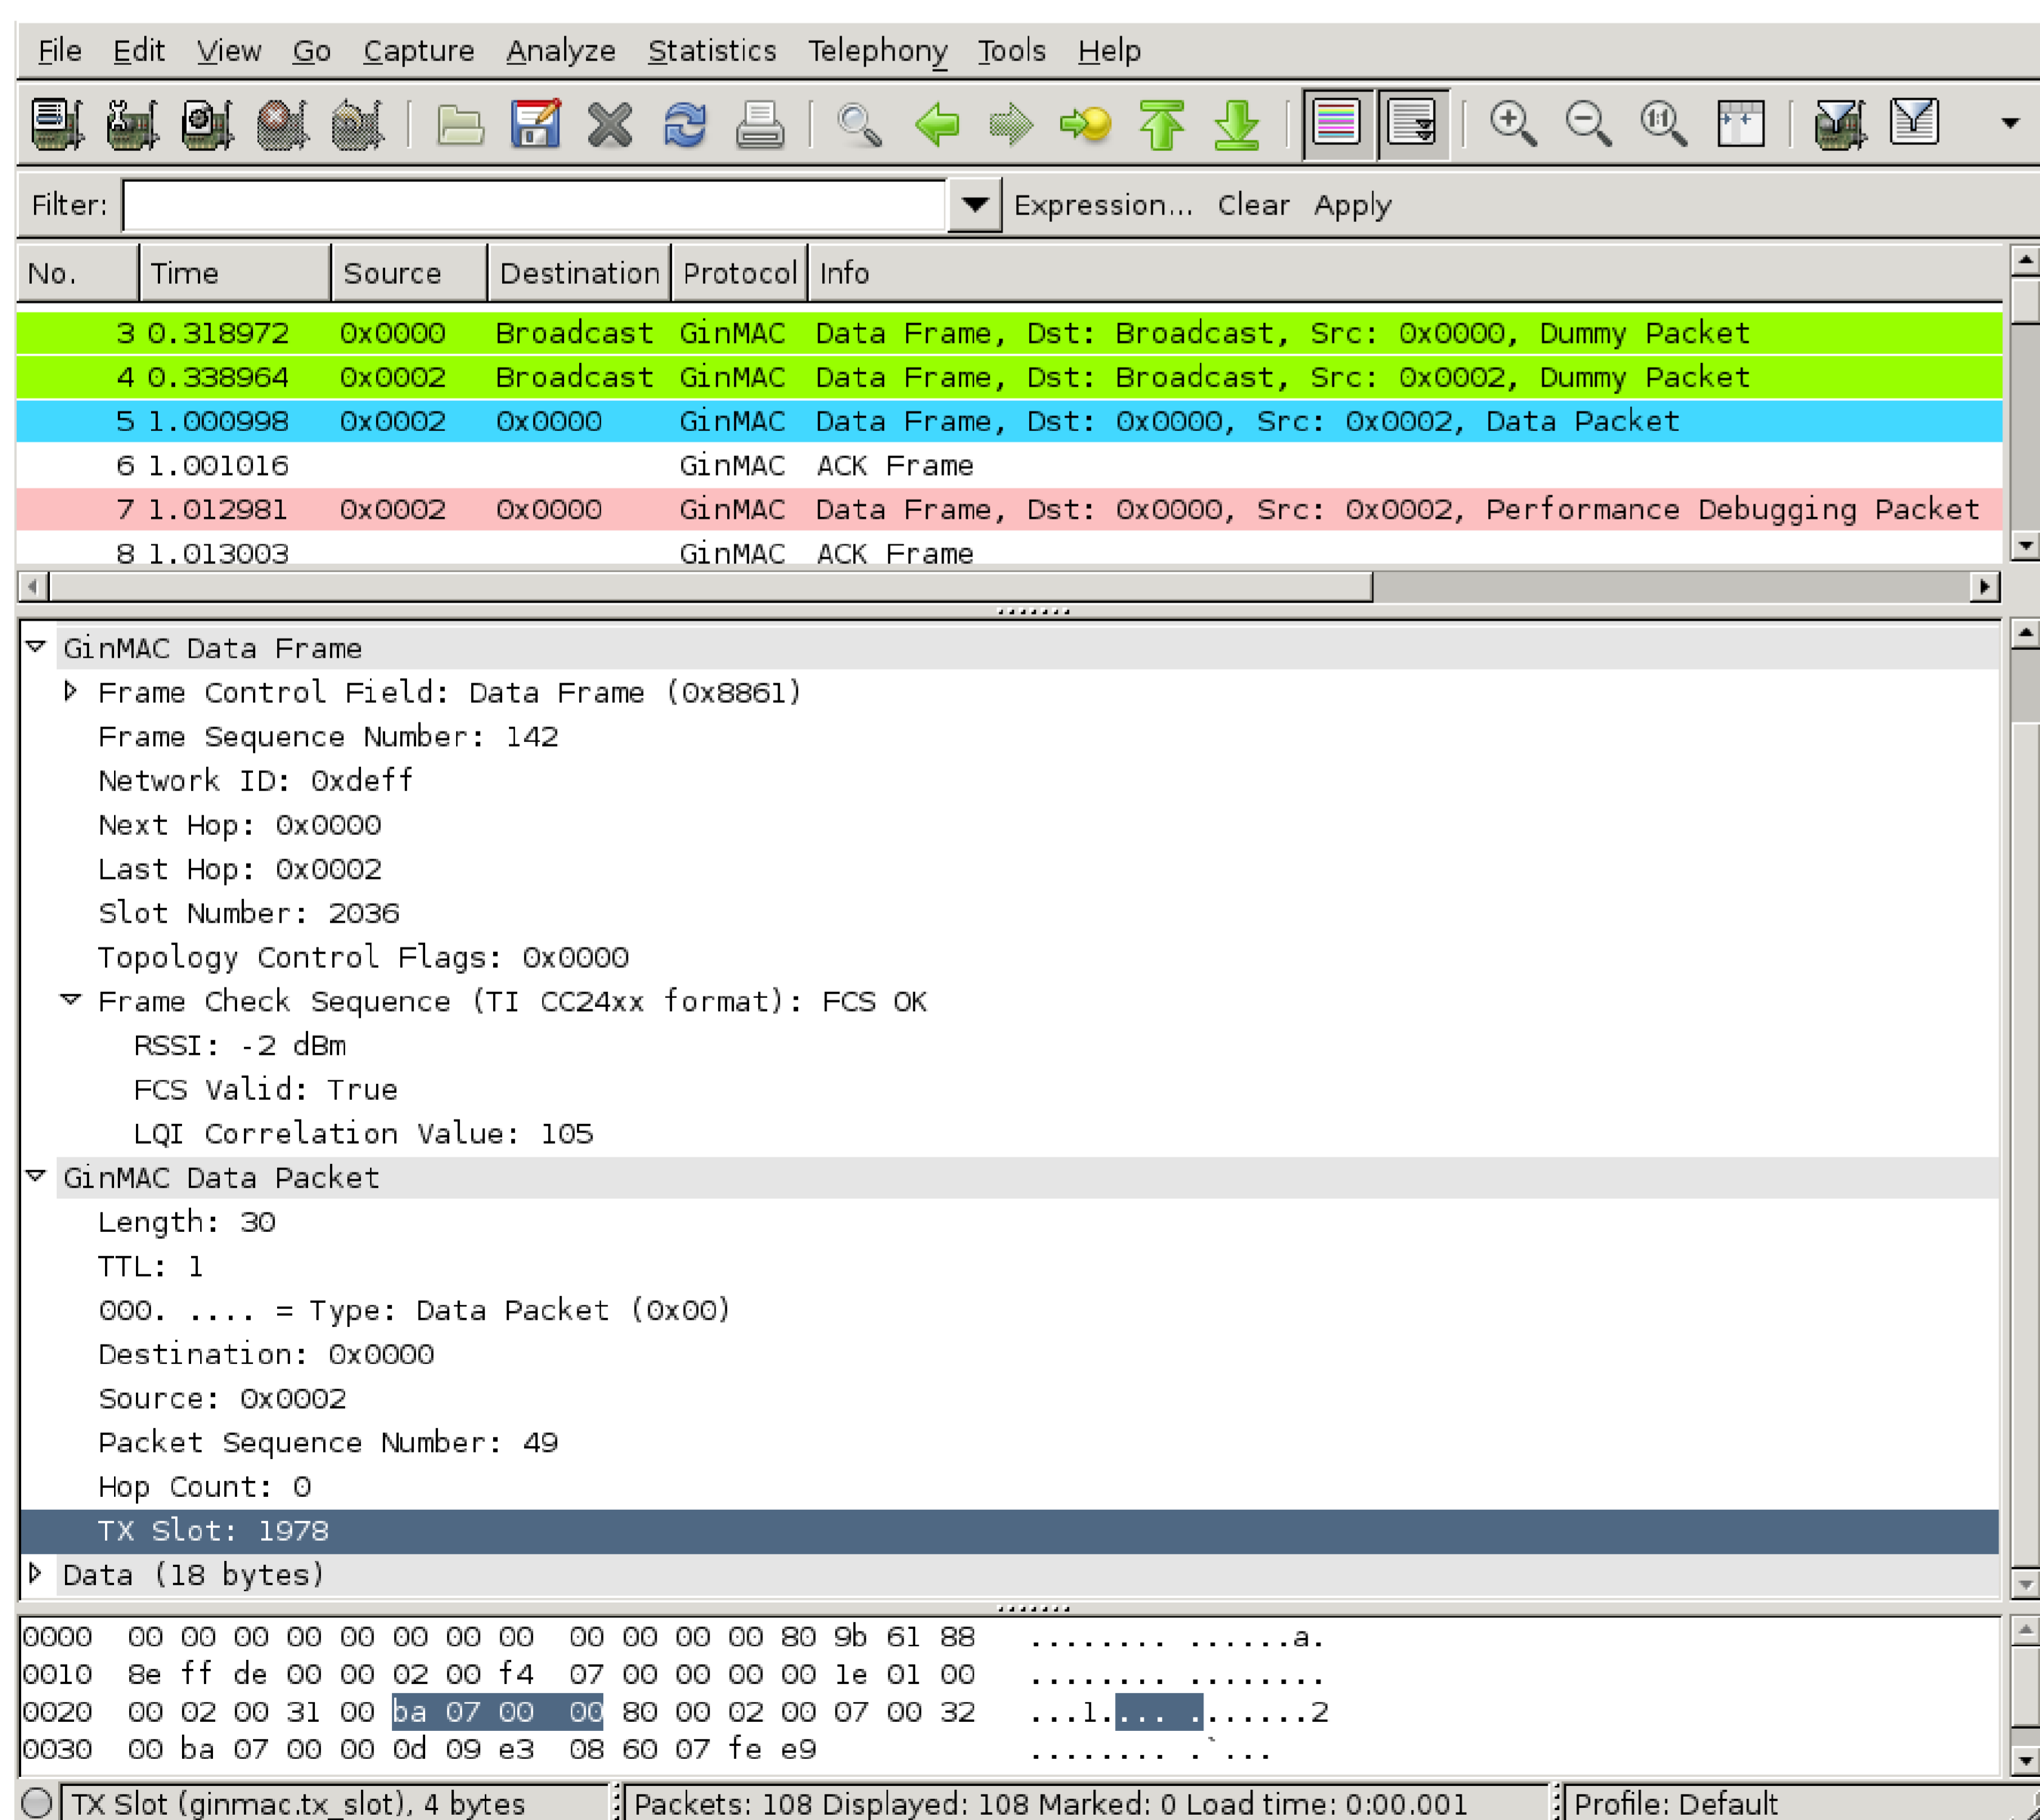 File Edit View Go Capture Analyze Statistics Telephony Tools Help
Filter: Expression... Clear Apply
No. Time Source Destination Protocol Info
3 0.318972 0x0000 Broadcast GinMAC Data Frame, Dst: Broadcast, Src: 0x0000, Dummy Packet
4 0.338964 0x0002 Broadcast GinMAC Data Frame, Dst: Broadcast, Src: 0x0002, Dummy Packet
5 1.000998 0x0002 0x0000 GinMAC Data Frame, Dst: 0x0000, Src: 0x0002, Data Packet
6 1.001016 GinMAC ACK Frame
7 1.012981 0x0002 0x0000 GinMAC Data Frame, Dst: 0x0000, Src: 0x0002, Performance Debugging Packet
8 1.013003 GinMAC ACK Frame
GinMAC Data Frame
Frame Control Field: Data Frame (0x8861)
Frame Sequence Number: 142
Network ID: 0xdeff
Next Hop: 0x0000
Last Hop: 0x0002
Slot Number: 2036
Topology Control Flags: 0x0000
Frame Check Sequence (TI CC24xx format): FCS OK
RSSI: -2 dBm
FCS Valid: True
LQI Correlation Value: 105
GinMAC Data Packet
Length: 30
TTL: 1
000. .... = Type: Data Packet (0x00)
Destination: 0x0000
Source: 0x0002
Packet Sequence Number: 49
Hop Count: 0
TX Slot: 1978
Data (18 bytes)
0000 00 00 00 00 00 00 00 00 00 00 00 00 80 9b 61 88 ........ ......a.
0010 8e ff de 00 00 02 00 f4 07 00 00 00 00 1e 01 00 ........ ........
0020 00 02 00 31 00 ba 07 00 00 80 00 02 00 07 00 32 ...1.... .......2
0030 00 ba 07 00 00 0d 09 e3 08 60 07 fe e9 ........ .`...
TX Slot (ginmac.tx_slot), 4 bytes Packets: 108 Displayed: 108 Marked: 0 Load time: 0:00.001 Profile: Default